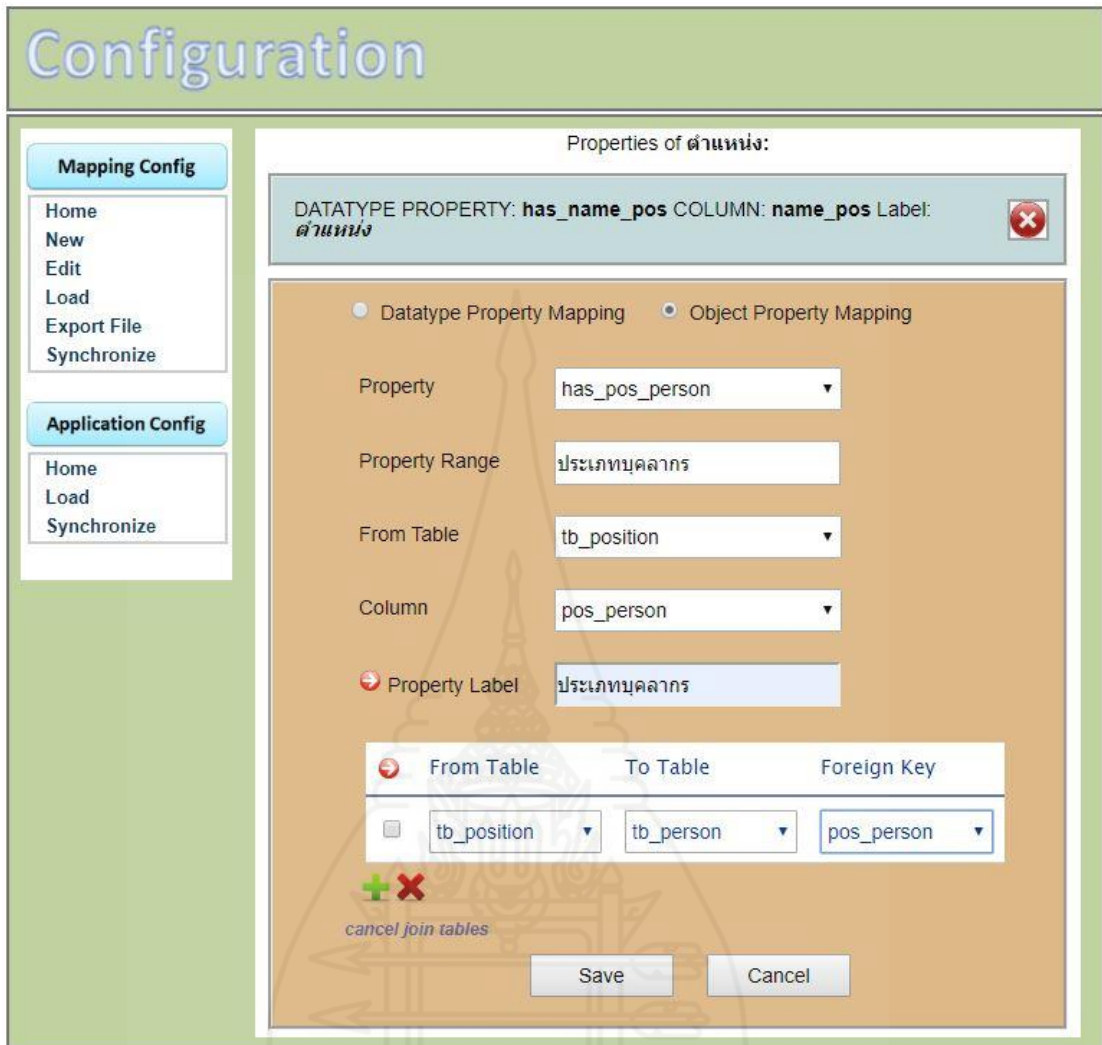 Configuration
Mapping Config
Home
New
Edit
Load
Export File
Synchronize
Application Config
Home
Load
Synchronize
Properties of ตำแหน่ง:
DATATYPE PROPERTY: has_name_pos COLUMN: name_pos Label:
ตำแหน่ง
Datatype Property Mapping Object Property Mapping
Property has_pos_person
Property Range ประเภทบุคลากร
From Table tb_position
Column pos_person
Property Label ประเภทบุคลากร
From Table To Table Foreign Key
tb_position tb_person pos_person
cancel join tables
Save Cancel